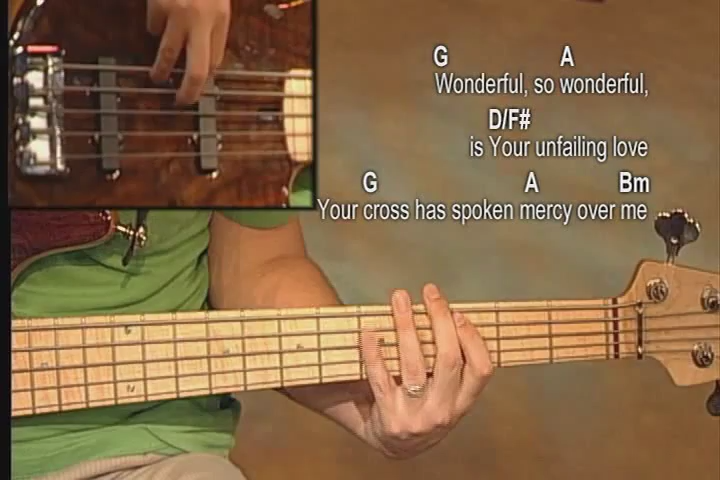 G A
Wonderful, so wonderful,
D/F#
is Your unfailing love
G A Bm
Your cross has spoken mercy over me